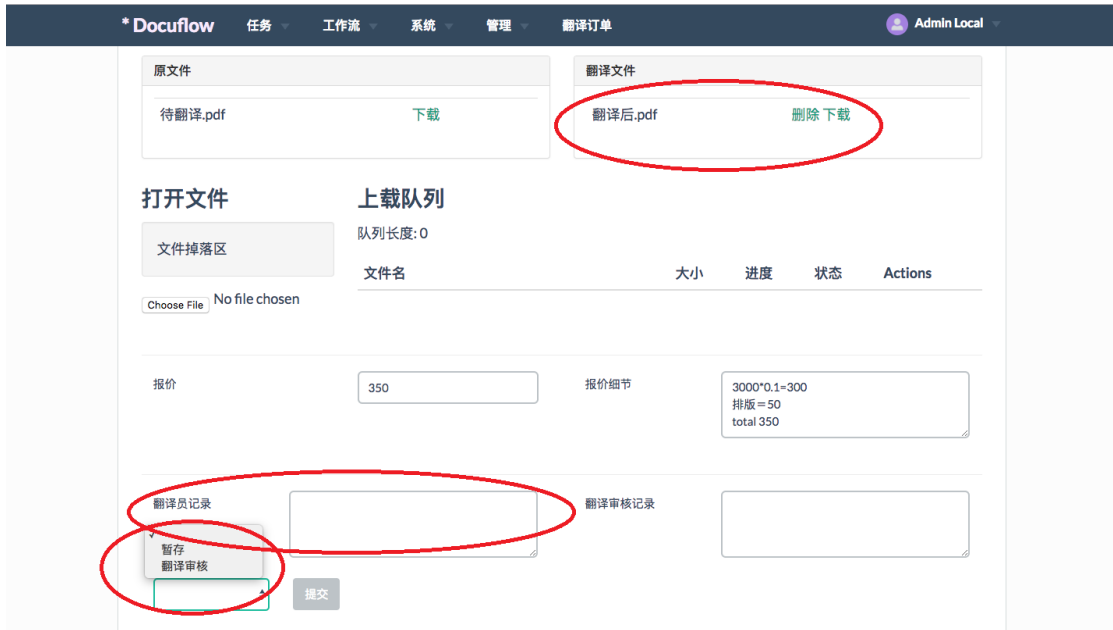 * Docuflow 任务 工作流 系统 管理 翻译订单 Admin Local
原文件 翻译文件
待翻译.pdf 下载 翻译后.pdf 删除 下载
打开文件 上载队列
队列长度: 0
文件掉落区
文件名 大小 进度 状态 Actions
Choose File No file chosen
报价 350 报价细节 3000*0.1=300
排版＝50
total 350
翻译员记录 翻译审核记录
✓
暂存
翻译审核
提交